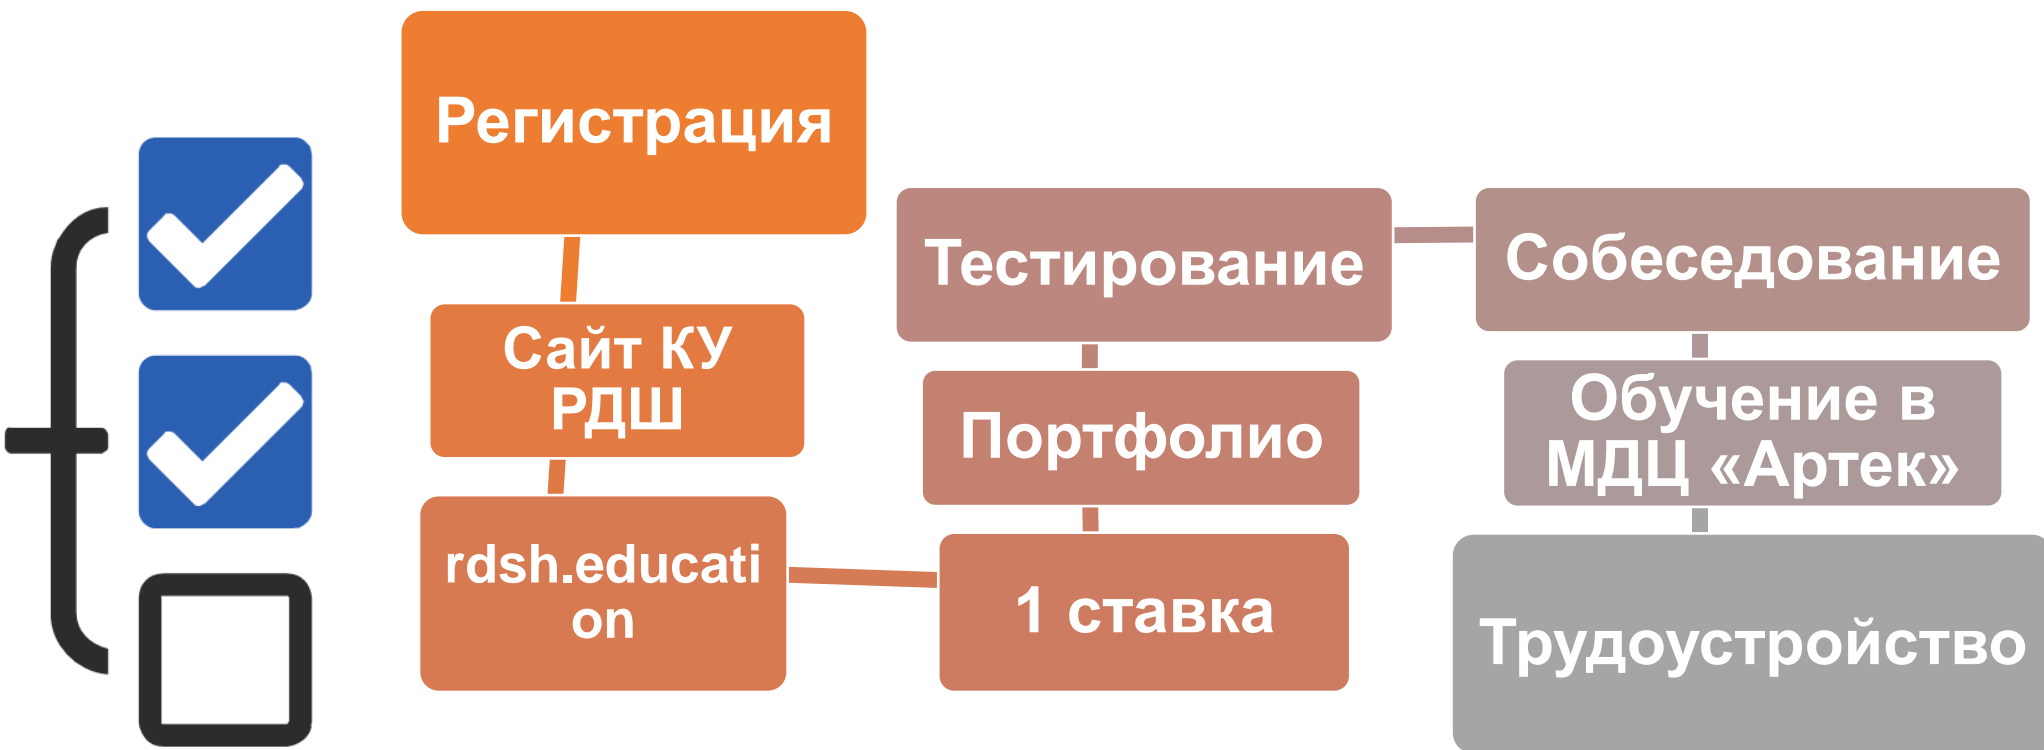 Регистрация
Сайт КУ
РДШ
rdsh.educati
on
1 ставка
Портфолио
Тестирование
Собеседование
Обучение в
МДЦ «Артек»
Трудоустройство